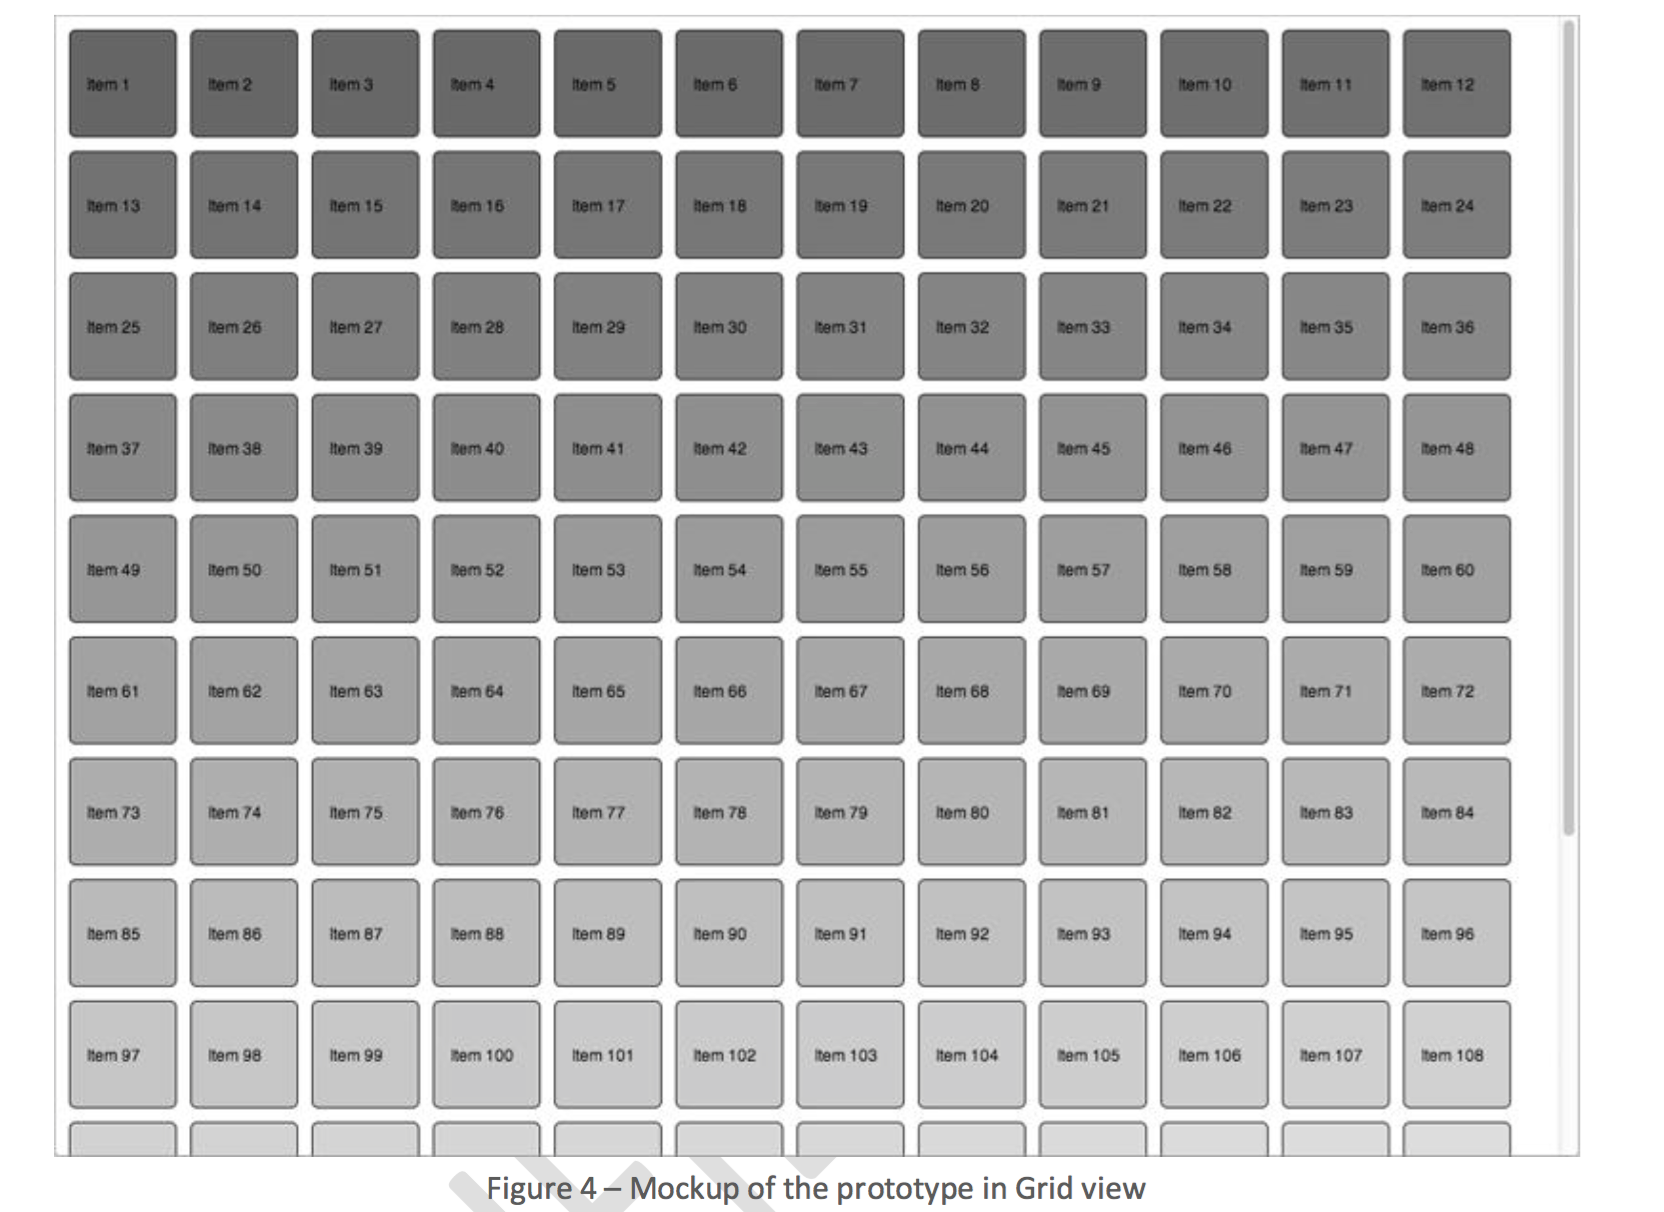 Item 1 Item 2 Item 3 Item 4 Item 5 Item 6 Item 7 Item 8 Item 9 Item 10 Item 11 Item 12
Item 13 Item 14 Item 15 Item 16 Item 17 Item 18 Item 19 Item 20 Item 21 Item 22 Item 23 Item 24
Item 25 Item 26 Item 27 Item 28 Item 29 Item 30 Item 31 Item 32 Item 33 Item 34 Item 35 Item 36
Item 37 Item 38 Item 39 Item 40 Item 41 Item 42 Item 43 Item 44 Item 45 Item 46 Item 47 Item 48
Item 49 Item 50 Item 51 Item 52 Item 53 Item 54 Item 55 Item 56 Item 57 Item 58 Item 59 Item 60
Item 61 Item 62 Item 63 Item 64 Item 65 Item 66 Item 67 Item 68 Item 69 Item 70 Item 71 Item 72
Item 73 Item 74 Item 75 Item 76 Item 77 Item 78 Item 79 Item 80 Item 81 Item 82 Item 83 Item 84
Item 85 Item 86 Item 87 Item 88 Item 89 Item 90 Item 91 Item 92 Item 93 Item 94 Item 95 Item 96
Item 97 Item 98 Item 99 Item 100 Item 101 Item 102 Item 103 Item 104 Item 105 Item 106 Item 107 Item 108
Figure 4 – Mockup of the prototype in Grid view